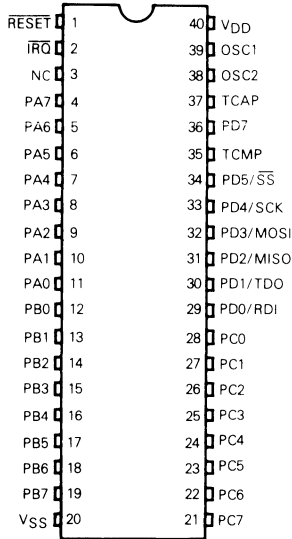 RESET 1 40 VDD
IRQ 2 39 OSC1
NC 3 38 OSC2
PA7 4 37 TCAP
PA6 5 36 PD7
PA5 6 35 TCMP
PA4 7 34 PD5/SS
PA3 8 33 PD4/SCK
PA2 9 32 PD3/MOSI
PA1 10 31 PD2/MISO
PA0 11 30 PD1/TDO
PB0 12 29 PD0/RDI
PB1 13 28 PC0
PB2 14 27 PC1
PB3 15 26 PC2
PB4 16 25 PC3
PB5 17 24 PC4
PB6 18 23 PC5
PB7 19 22 PC6
VSS 20 21 PC7